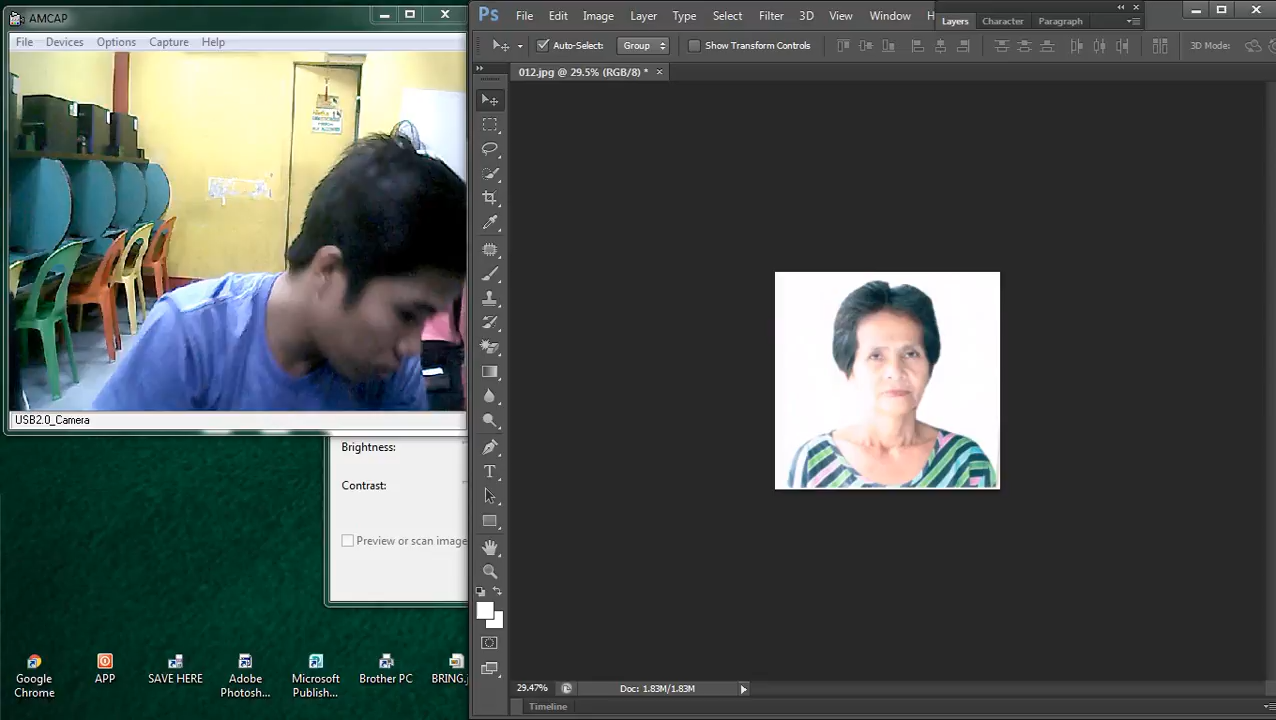 AMCAP
File Devices Options Capture Help
USB2.0_Camera
Brightness:
Contrast:
Preview or scan image
Google Chrome
APP
SAVE HERE
Adobe Photosh...
Microsoft Publish...
Brother PC
BRING.j
Ps File Edit Image Layer Type Select Filter 3D View Window H
Layers Character Paragraph
Auto-Select: Group Show Transform Controls 3D Mode:
012.jpg @ 29.5% (RGB/8) *
T
29.47% Doc: 1.83M/1.83M
Timeline